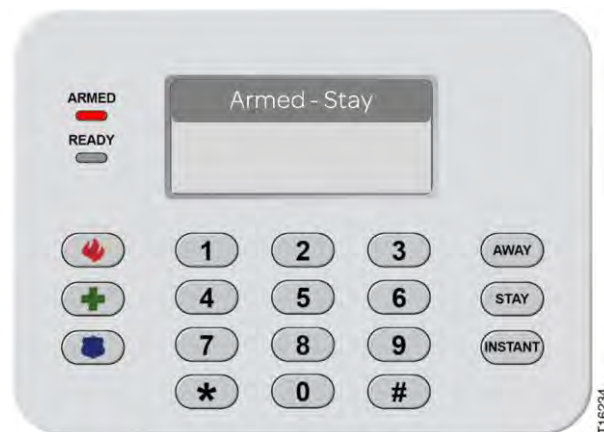 ARMED
READY
Armed - Stay
1 2 3 AWAY
4 5 6 STAY
7 8 9 INSTANT
* 0 #
T16234